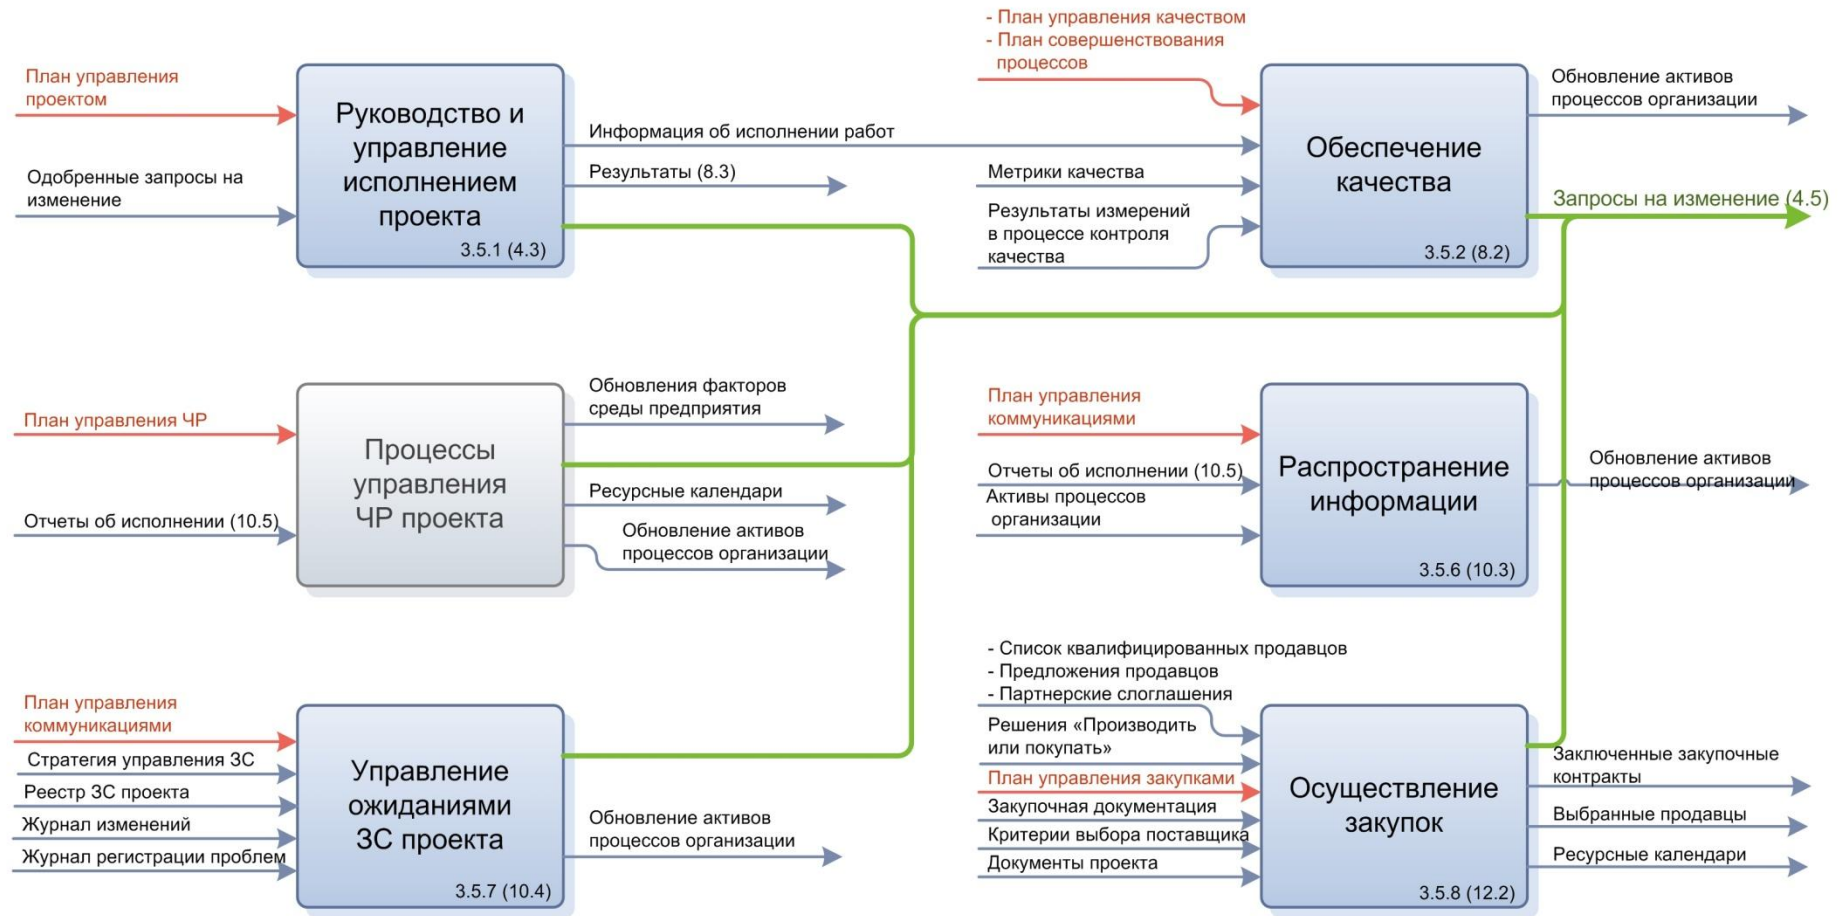 План управления
проектом
Одобренные запросы на
изменение
Руководство и
управление
исполнением
проекта
3.5.1 (4.3)
Информация об исполнении работ
Результаты (8.3)
- План управления качеством
- План совершенствования
процессов
Метрики качества
Результаты измерений
в процессе контроля
качества
Обеспечение
качества
3.5.2 (8.2)
Обновление активов
процессов организации
Запросы на изменение (4.5)
План управления ЧР
Отчеты об исполнении (10.5)
Процессы
управления
ЧР проекта
Обновления факторов
среды предприятия
Ресурсные календари
Обновление активов
процессов организации
План управления
коммуникациями
Отчеты об исполнении (10.5)
Активы процессов
организации
Распространение
информации
3.5.6 (10.3)
Обновление активов
процессов организации
План управления
коммуникациями
Стратегия управления ЗС
Реестр ЗС проекта
Журнал изменений
Журнал регистрации проблем
Управление
ожиданиями
ЗС проекта
3.5.7 (10.4)
Обновление активов
процессов организации
- Список квалифицированных продавцов
- Предложения продавцов
- Партнерские слоглашения
Решения «Производить
или покупать»
План управления закупками
Закупочная документация
Критерии выбора поставщика
Документы проекта
Осуществление
закупок
3.5.8 (12.2)
Заключенные закупочные
контракты
Выбранные продавцы
Ресурсные календари